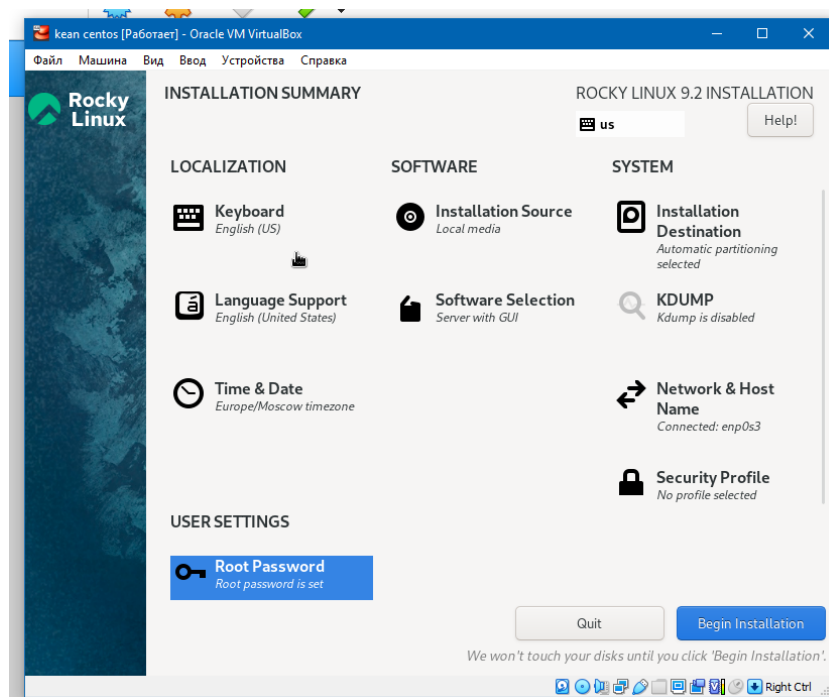 kean centos [Работает] - Oracle VM VirtualBox
Файл Машина Вид Ввод Устройства Справка
Rocky
Linux
INSTALLATION SUMMARY
ROCKY LINUX 9.2 INSTALLATION
us
Help!
LOCALIZATION
Keyboard
English (US)
Language Support
English (United States)
Time & Date
Europe/Moscow timezone
SOFTWARE
Installation Source
Local media
Software Selection
Server with GUI
SYSTEM
Installation
Destination
Automatic partitioning
selected
KDUMP
Kdump is disabled
Network & Host
Name
Connected: enp0s3
Security Profile
No profile selected
USER SETTINGS
Root Password
Root password is set
Quit
Begin Installation
We won't touch your disks until you click 'Begin Installation'.
Right Ctrl